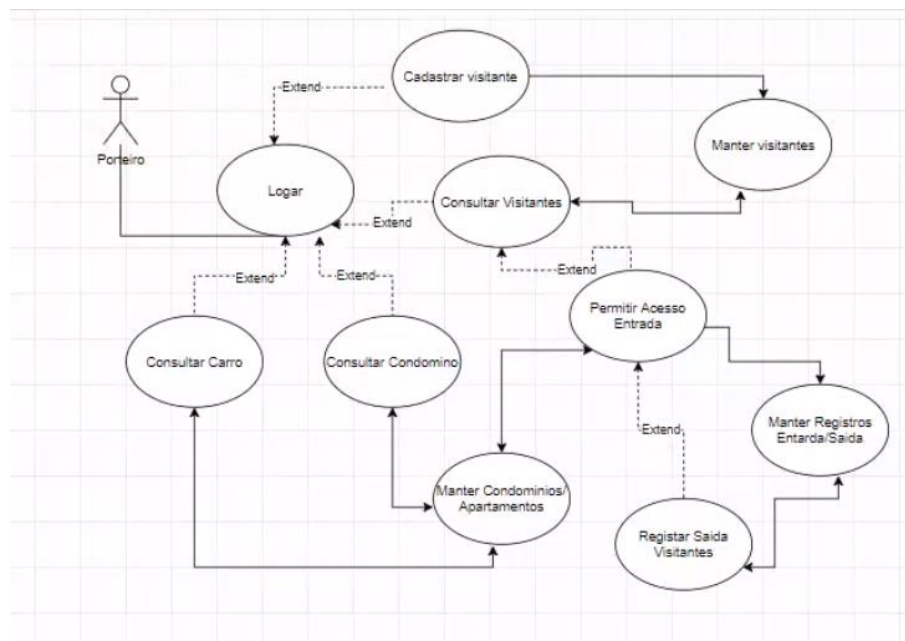 Cadastrar visitante
Extend
Porteiro
Manter visitantes
Logar
Consultar Visitantes
Extend
Extend
Extend
Extend
Permitir Acesso
Entrada
Consultar Carro
Consultar Condomino
Manter Registros
Entarda/Saida
Extend
Manter Condominios/
Apartamentos
Registar Saida
Visitantes